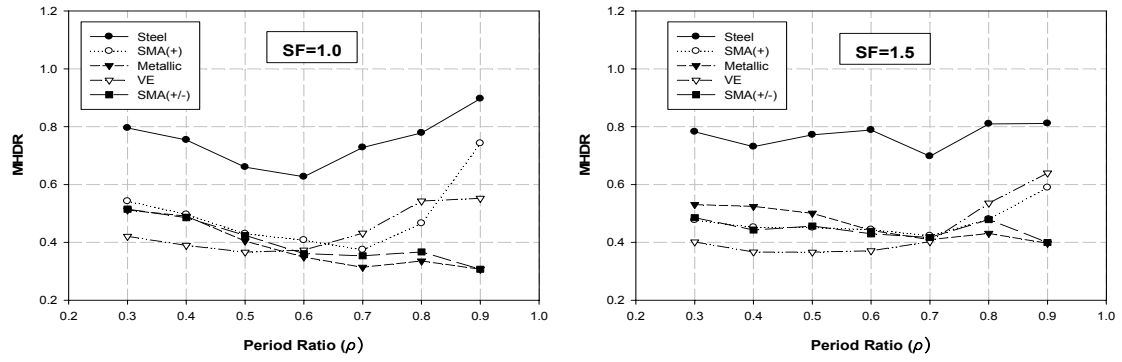 1.2
1.0
0.8
0.6
0.4
0.2
MHDR
Steel
SMA(+)
Metallic
VE
SMA(+/-)
SF=1.0
0.2 0.3 0.4 0.5 0.6 0.7 0.8 0.9 1.0
Period Ratio (ρ)
1.2
1.0
0.8
0.6
0.4
0.2
MHDR
Steel
SMA(+)
Metallic
VE
SMA(+/-)
SF=1.5
0.2 0.3 0.4 0.5 0.6 0.7 0.8 0.9 1.0
Period Ratio (ρ)